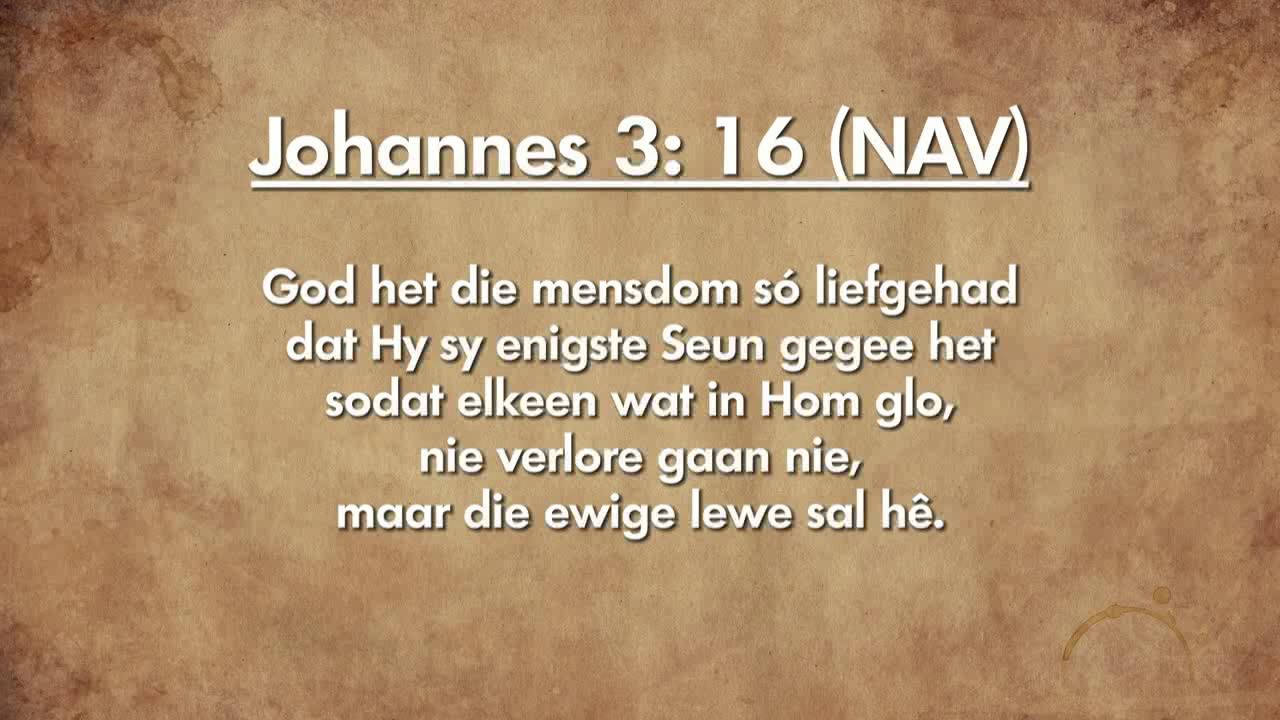 Johannes 3: 16 (NAV)
God het die mensdom só liefgehad
dat Hy sy enigste Seun gegee het
sodat elkeen wat in Hom glo,
nie verlore gaan nie,
maar die ewige lewe sal hê.